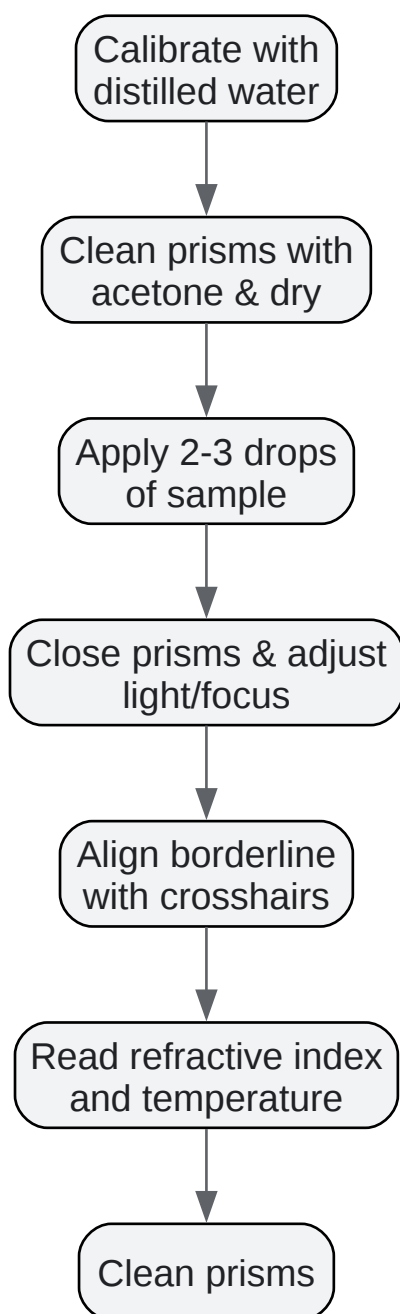 Calibrate with
distilled water
Clean prisms with
acetone & dry
Apply 2-3 drops
of sample
Close prisms & adjust
light/focus
Align borderline
with crosshairs
Read refractive index
and temperature
Clean prisms